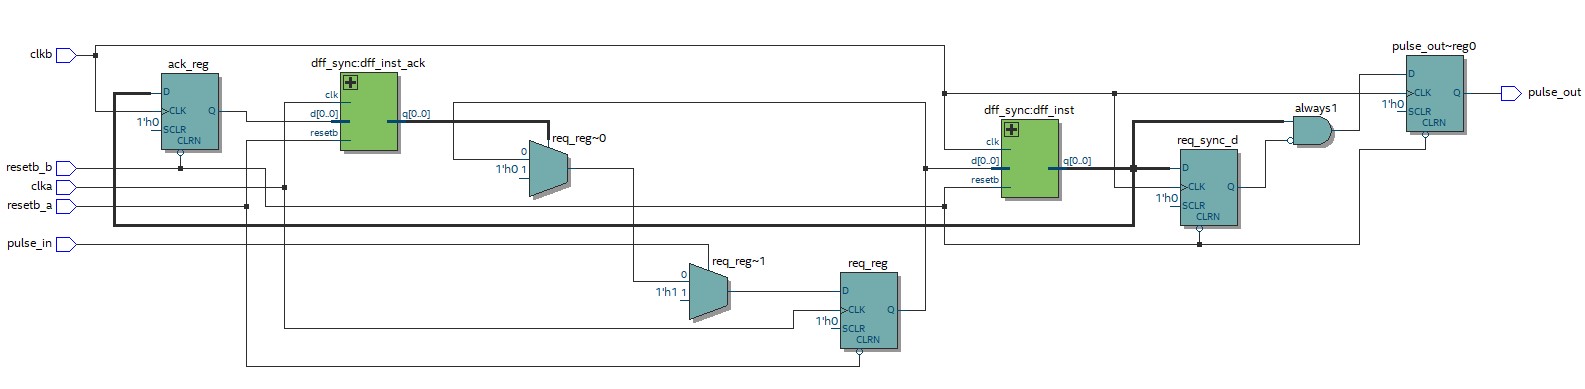 clkb
ack_reg
D
CLK
Q
1'h0
SCLR
CLRN
dff_sync:dff_inst_ack
clk
d[0..0]
q[0..0]
resetb
req_reg~0
0
1'h0 1
resetb_b
clka
resetb_a
pulse_in
req_reg~1
0
1'h1 1
req_reg
D
CLK
Q
1'h0
SCLR
CLRN
dff_sync:dff_inst
clk
d[0..0]
q[0..0]
resetb
req_sync_d
D
CLK
Q
1'h0
SCLR
CLRN
always1
pulse_out~reg0
D
CLK
Q
1'h0
SCLR
CLRN
pulse_out